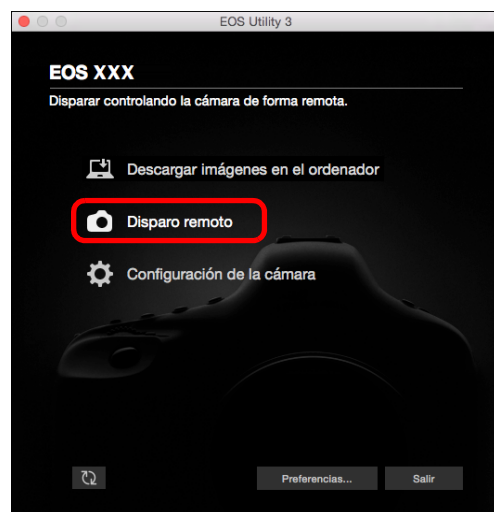 EOS Utility 3
EOS XXX
Disparar controlando la cámara de forma remota.
Descargar imágenes en el ordenador
Disparo remoto
Configuración de la cámara
Preferencias... Salir